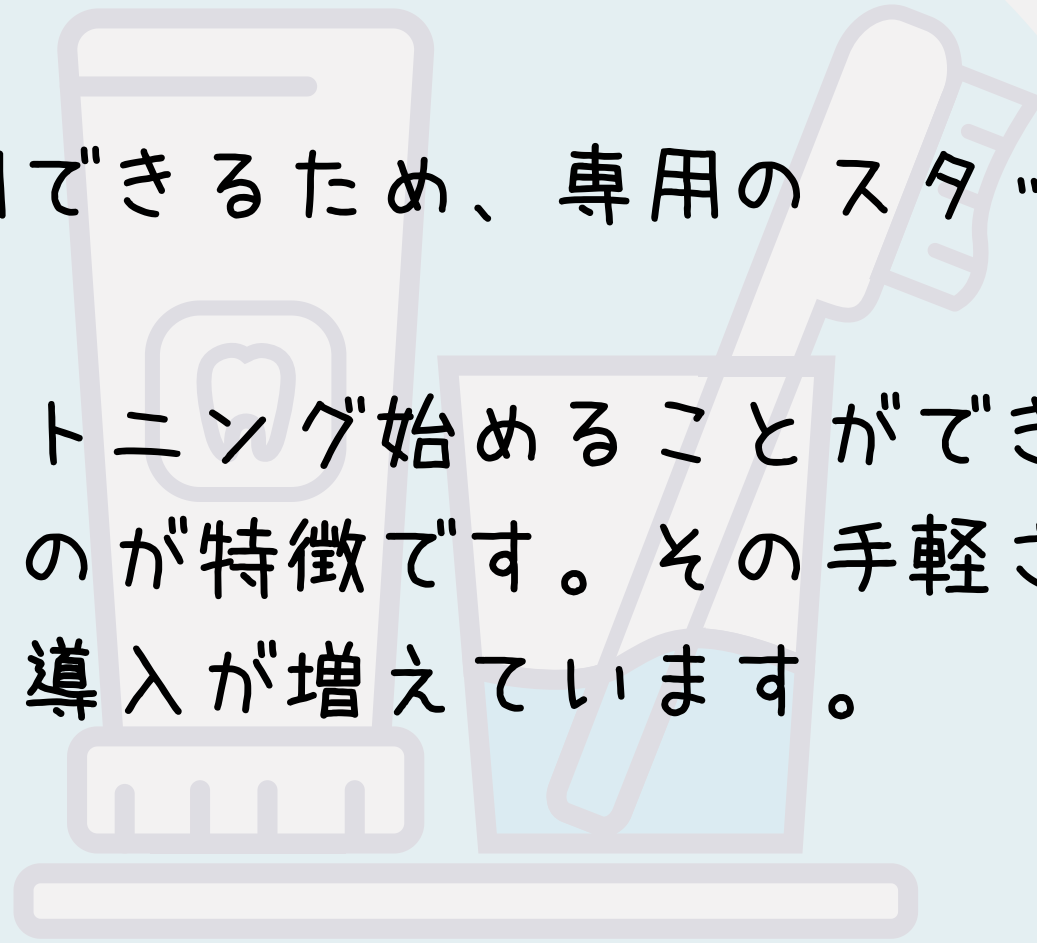 できるため、専用のスタ
トニング始めることができ
のが特徴です。その手軽さ
導入が増えています。